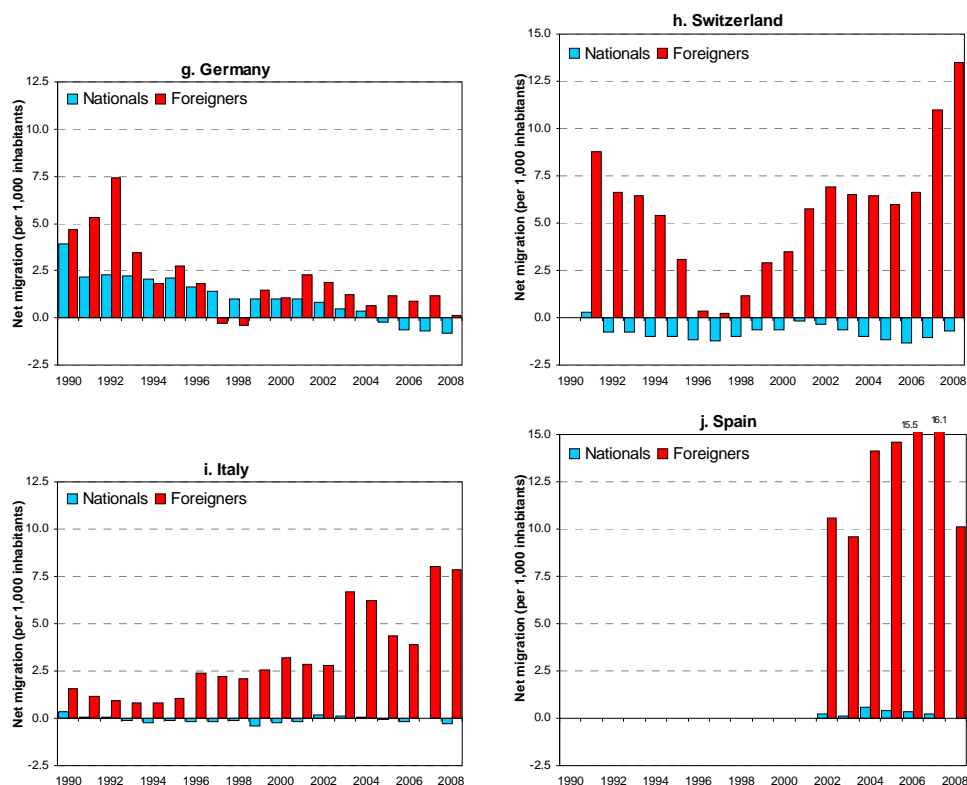 g. Germany
Nationals Foreigners
Net migration (per 1,000 inhabitants)
12.5
10.0
7.5
5.0
2.5
0.0
-2.5
1990 1992 1994 1996 1998 2000 2002 2004 2006 2008
h. Switzerland
Nationals Foreigners
Net migration (per 1,000 inhabitants)
15.0
12.5
10.0
7.5
5.0
2.5
0.0
-2.5
1990 1992 1994 1996 1998 2000 2002 2004 2006 2008
i. Italy
Nationals Foreigners
Net migration (per 1,000 inhabitants)
12.5
10.0
7.5
5.0
2.5
0.0
-2.5
1990 1992 1994 1996 1998 2000 2002 2004 2006 2008
j. Spain
15.5 16.1
Nationals Foreigners
Net migration (per 1,000 inhabitants)
15.0
12.5
10.0
7.5
5.0
2.5
0.0
-2.5
1990 1992 1994 1996 1998 2000 2002 2004 2006 2008